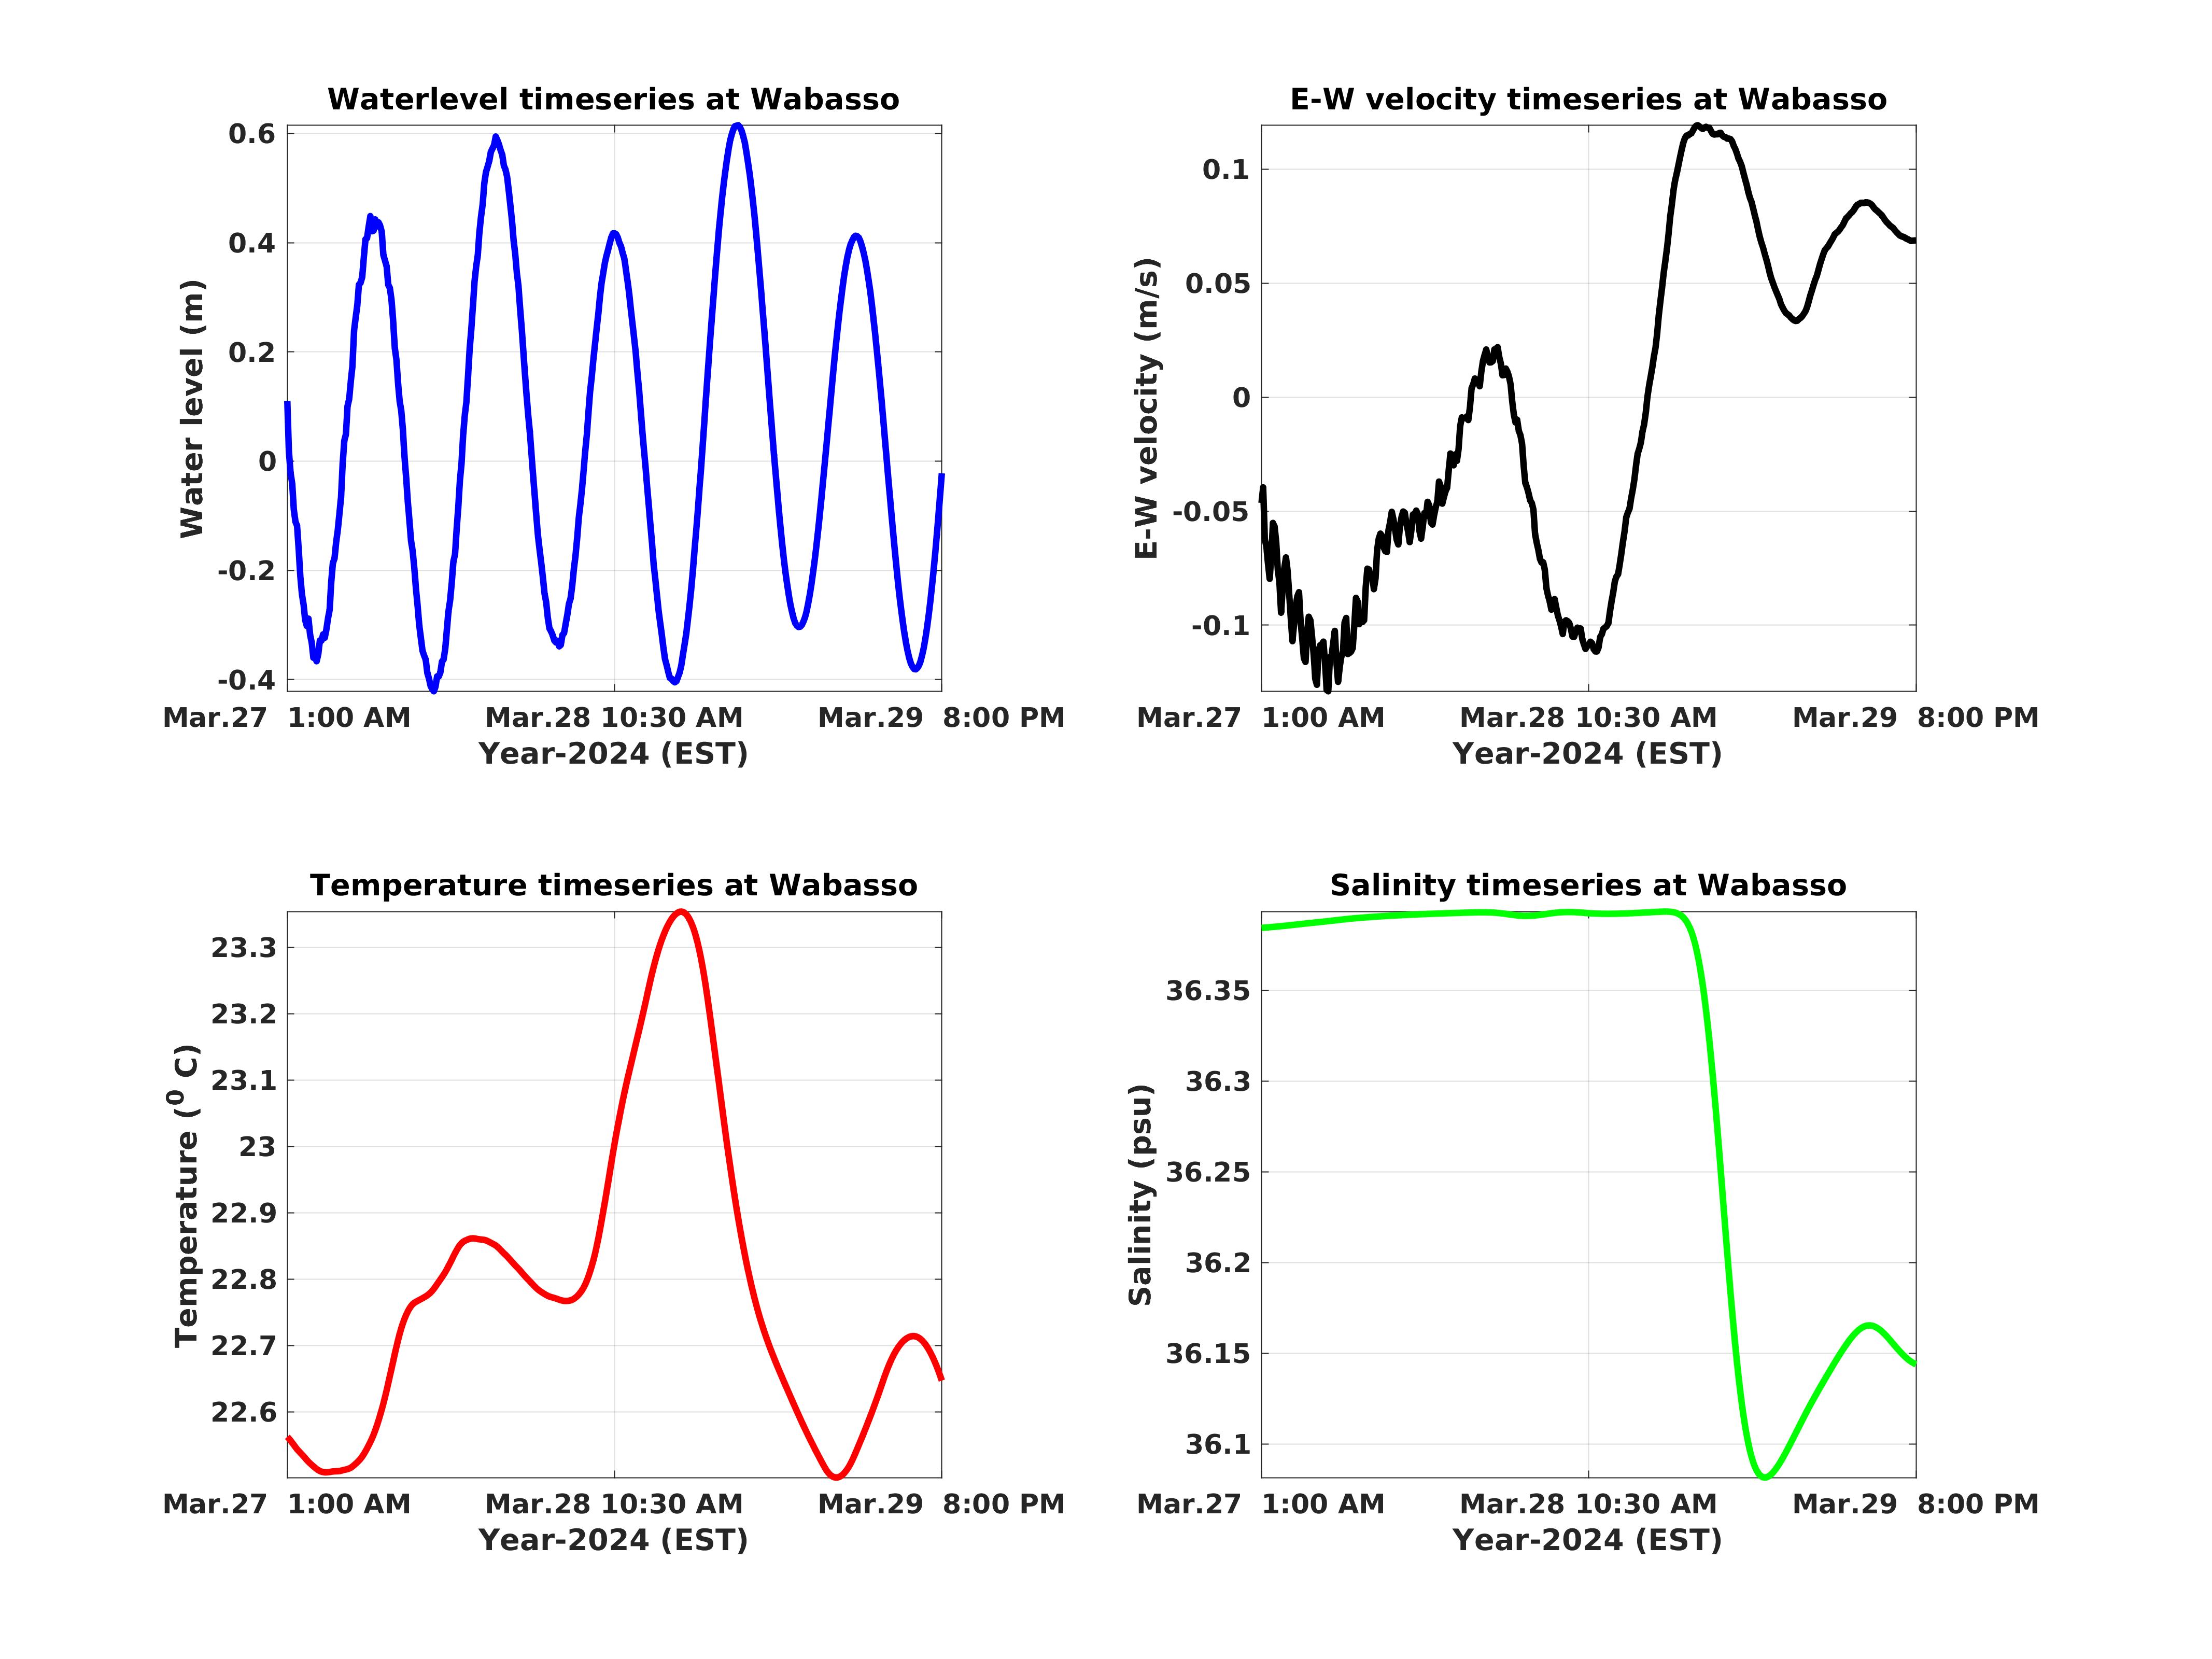 Waterlevel timeseries at Wabasso
0.6
0.4
0.2
0
-0.2
-0.4
Water level (m)
Mar.27 1:00 AM
Mar.28 10:30 AM
Mar.29 8:00 PM
Year-2024 (EST)
E-W velocity timeseries at Wabasso
0.1
0.05
0
-0.05
-0.1
E-W velocity (m/s)
Mar.27 1:00 AM
Mar.28 10:30 AM
Mar.29 8:00 PM
Year-2024 (EST)
Temperature timeseries at Wabasso
23.3
23.2
23.1
23
22.9
22.8
22.7
22.6
Temperature (⁰ C)
Mar.27 1:00 AM
Mar.28 10:30 AM
Mar.29 8:00 PM
Year-2024 (EST)
Salinity timeseries at Wabasso
36.35
36.3
36.25
36.2
36.15
36.1
Salinity (psu)
Mar.27 1:00 AM
Mar.28 10:30 AM
Mar.29 8:00 PM
Year-2024 (EST)